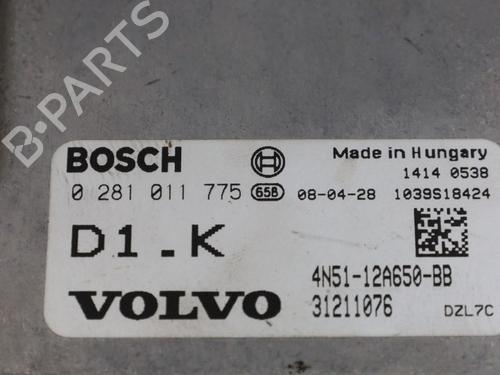 B-PARTS
BOSCH
Made in Hungary
1414 0538
0 281 011 775 65B 08-04-28 1039S18424
D1.K
4N51-12A650-BB
VOLVO
31211076
DZL7C